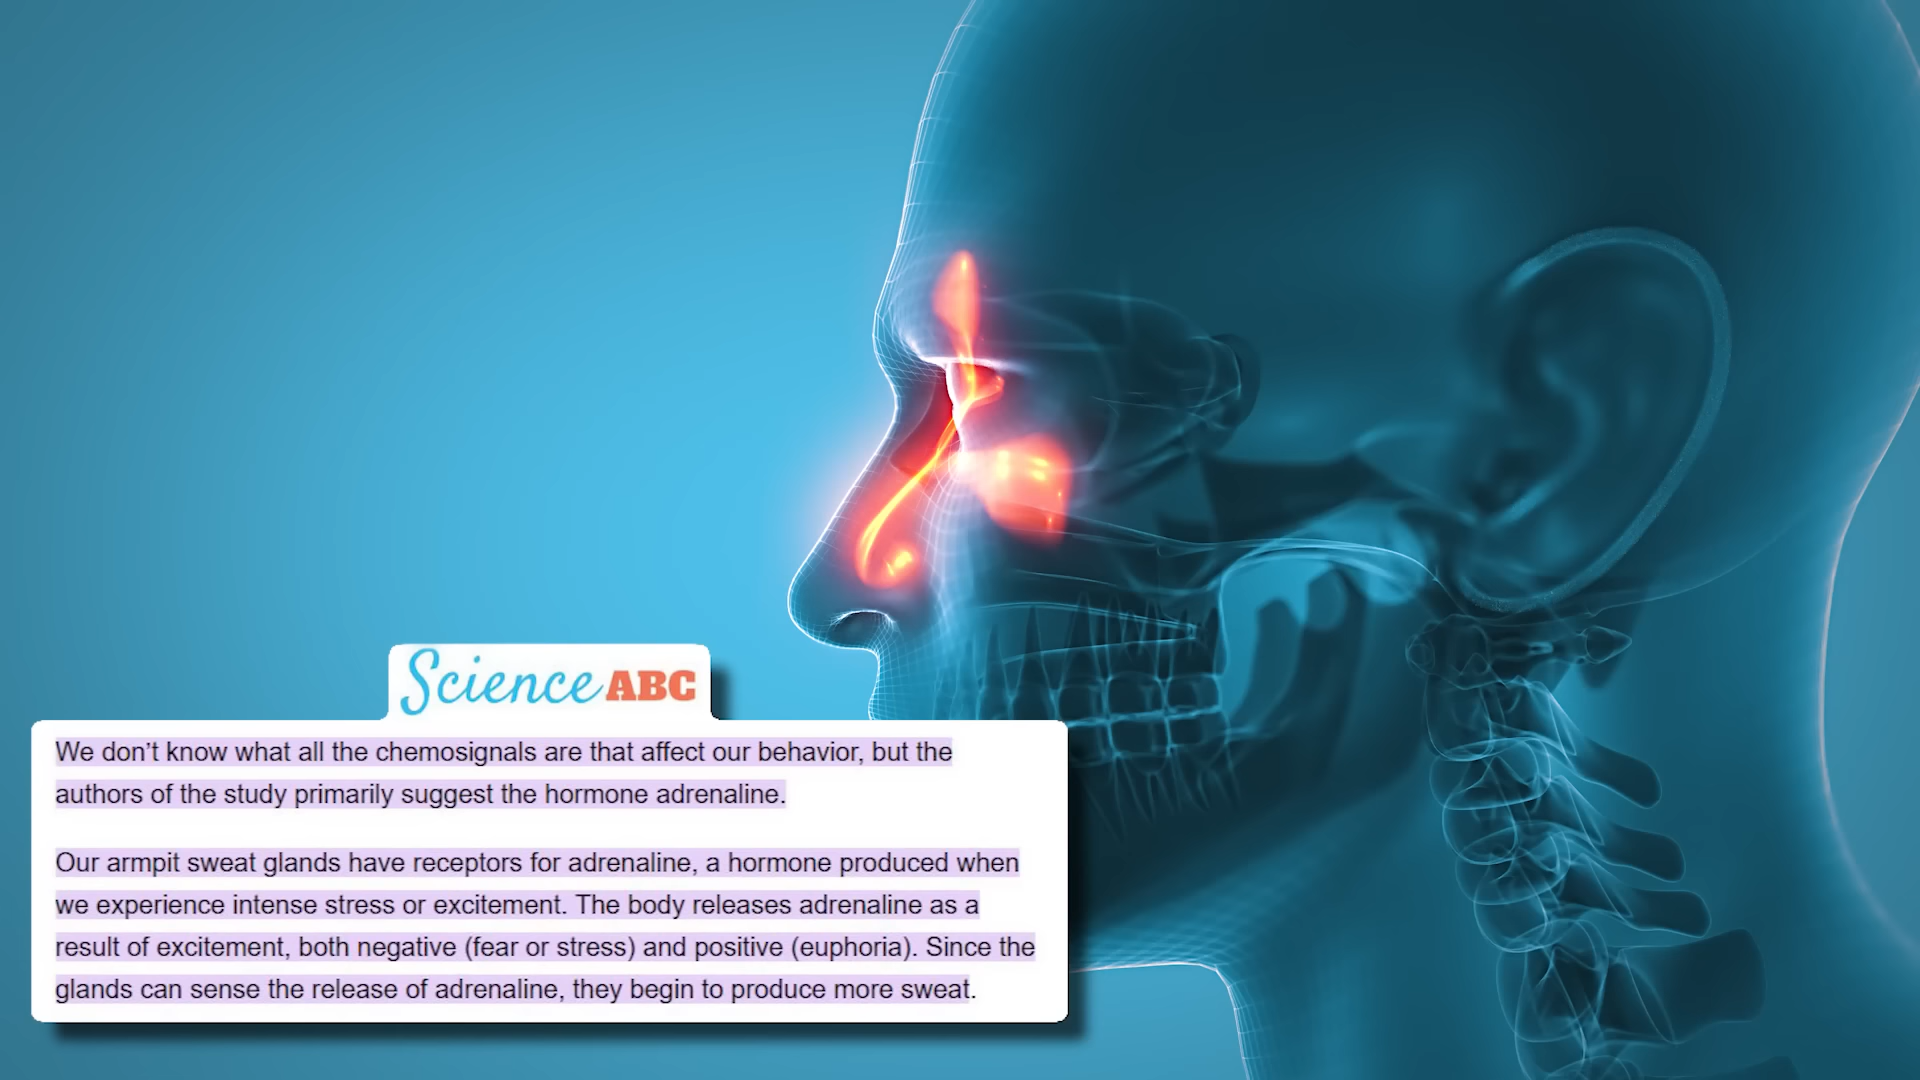 Science ABC
We don’t know what all the chemosignals are that affect our behavior, but the
authors of the study primarily suggest the hormone adrenaline.
Our armpit sweat glands have receptors for adrenaline, a hormone produced when
we experience intense stress or excitement. The body releases adrenaline as a
result of excitement, both negative (fear or stress) and positive (euphoria). Since the
glands can sense the release of adrenaline, they begin to produce more sweat.